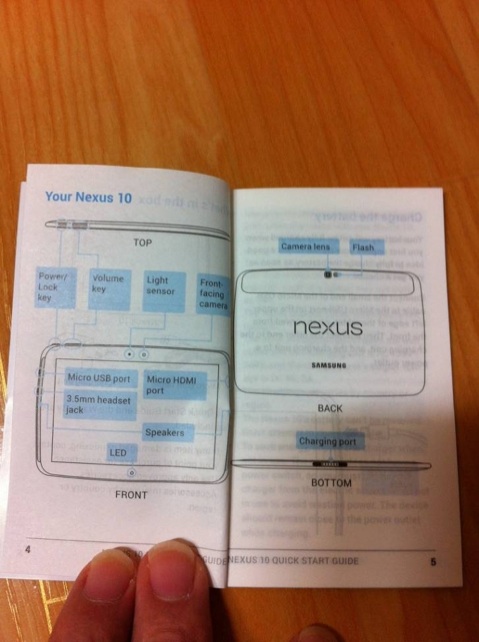 Your Nexus 10
TOP
Power/
Lock
key
volume
key
Light
sensor
Front-
facing
camera
Micro USB port
Micro HDMI
port
3.5mm headset
jack
Speakers
LED
FRONT
4
GUIDE
Camera lens
Flash
nexus
SAMSUNG
BACK
Charging port
BOTTOM
NEXUS 10 QUICK START GUIDE
5